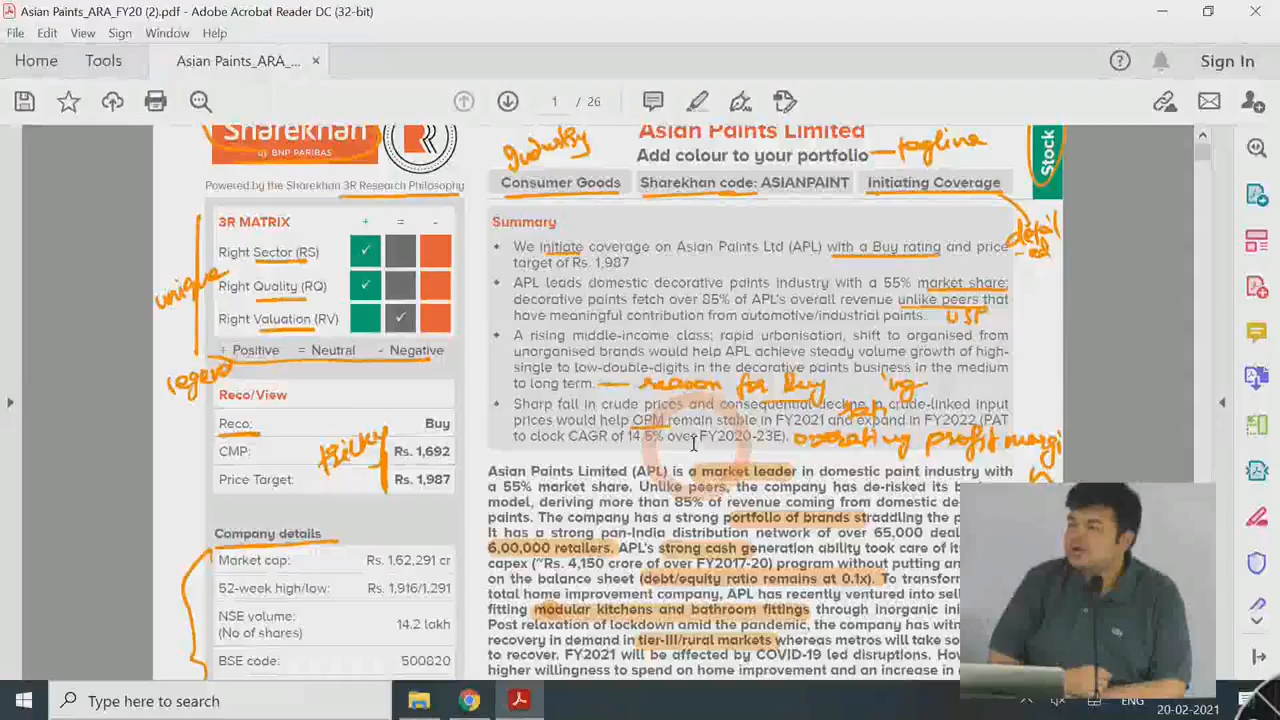 Asian Paints_ARA_FY20 (2).pdf - Adobe Acrobat Reader DC (32-bit)
File Edit View Sign Window Help
Home Tools Asian Paints_ARA_... ×
Sign In
1 / 26
Sharekhan
by BNP PARIBAS
Powered by the Sharekhan 3R Research Philosophy
3R MATRIX + = -
Right Sector (RS) ✓
Right Quality (RQ) ✓
Right Valuation (RV) ✓
+ Positive = Neutral - Negative
unique
legend
Reco/View
Reco: Buy
CMP: Rs. 1,692
Price Target: Rs. 1,987
tricky
Company details
Market cap: Rs. 1,62,291 cr
52-week high/low: Rs. 1,916/1,291
NSE volume:
(No of shares) 14.2 lakh
BSE code: 500820
Asian Paints Limited
Industry
Add colour to your portfolio — tagline
Stock
Consumer Goods Sharekhan code: ASIANPAINT Initiating Coverage
detail
ed
Summary
• We initiate coverage on Asian Paints Ltd (APL) with a Buy rating and price
target of Rs. 1,987
• APL leads domestic decorative paints industry with a 55% market share;
decorative paints fetch over 85% of APL's overall revenue unlike peers that
have meaningful contribution from automotive/industrial paints. USP
• A rising middle-income class; rapid urbanisation, shift to organised from
unorganised brands would help APL achieve steady volume growth of high-
single to low-double-digits in the decorative paints business in the medium
to long term. — reason for Buy
• Sharp fall in crude prices and consequential decline in crude-linked input
prices would help OPM remain stable in FY2021 and expand in FY2022 (PAT
to clock CAGR of 14.5% over FY2020-23E). operating profit margi
Asian Paints Limited (APL) is a market leader in domestic paint industry with
a 55% market share. Unlike peers, the company has de-risked its b
model, deriving more than 85% of revenue coming from domestic de
paints. The company has a strong portfolio of brands straddling the p
It has a strong pan-India distribution network of over 65,000 deal
6,00,000 retailers. APL's strong cash generation ability took care of it
capex (~Rs. 4,150 crore of over FY2017-20) program without putting an
on the balance sheet (debt/equity ratio remains at 0.1x). To transform
total home improvement company, APL has recently ventured into sel
fitting modular kitchens and bathroom fittings through inorganic ini
Post relaxation of lockdown amid the pandemic, the company has wit
recovery in demand in tier-III/rural markets whereas metros will take so
to recover. FY2021 will be affected by COVID-19 led disruptions. Ho
higher willingness to spend on home improvement and an increase in
Type here to search
ENG
20-02-2021